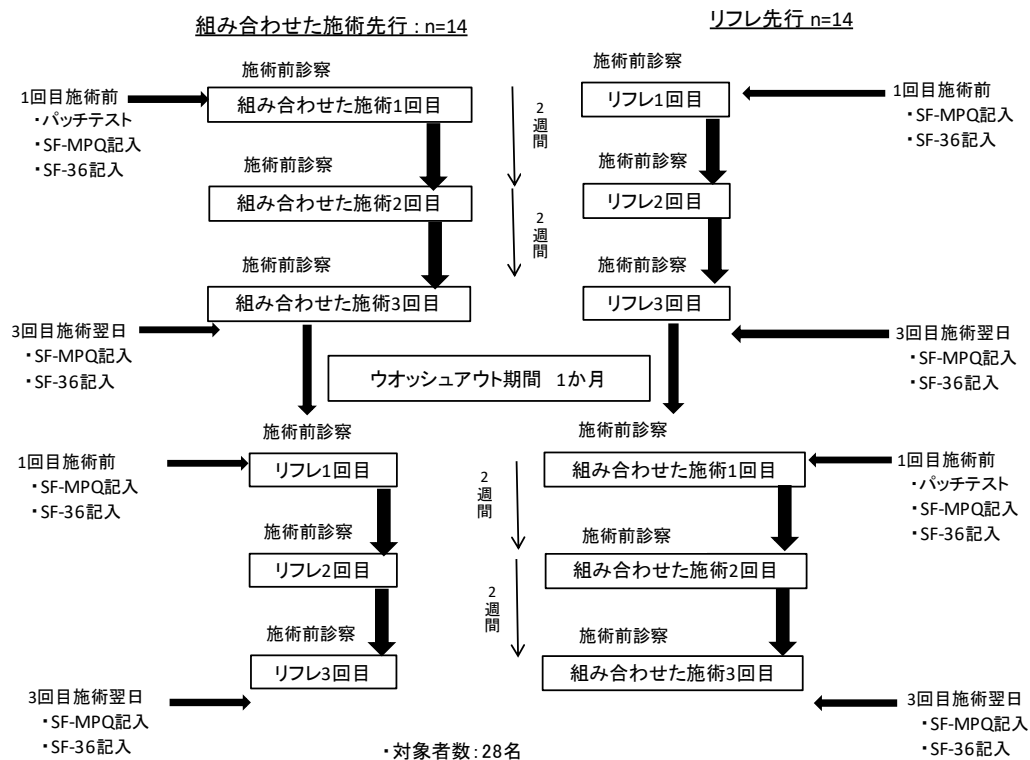 組み合わせた施術先行：n=14
施術前診察
1回目施術前
・パッチテスト
・SF-MPQ記入
・SF-36記入
組み合わせた施術1回目
2週間
施術前診察
組み合わせた施術2回目
2週間
施術前診察
組み合わせた施術3回目
3回目施術翌日
・SF-MPQ記入
・SF-36記入
リフレ先行 n=14
施術前診察
リフレ1回目
1回目施術前
・SF-MPQ記入
・SF-36記入
施術前診察
リフレ2回目
施術前診察
リフレ3回目
3回目施術翌日
・SF-MPQ記入
・SF-36記入
ウオッシュアウト期間 1か月
施術前診察
1回目施術前
・SF-MPQ記入
・SF-36記入
リフレ1回目
2週間
施術前診察
リフレ2回目
2週間
施術前診察
リフレ3回目
3回目施術翌日
・SF-MPQ記入
・SF-36記入
施術前診察
組み合わせた施術1回目
1回目施術前
・パッチテスト
・SF-MPQ記入
・SF-36記入
施術前診察
組み合わせた施術2回目
施術前診察
組み合わせた施術3回目
3回目施術翌日
・SF-MPQ記入
・SF-36記入
・対象者数：28名